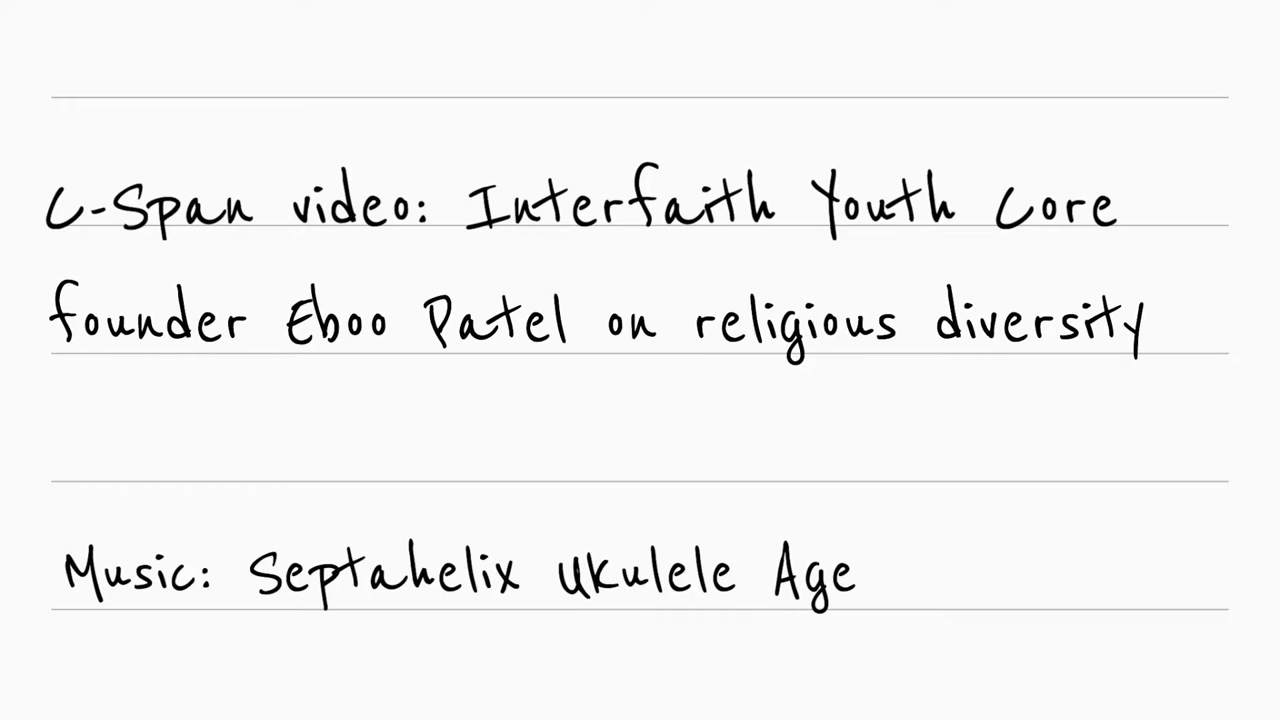 C-Span video: Interfaith Youth Core
founder Eboo Patel on religious diversity
Music: Septahelix Ukulele Age